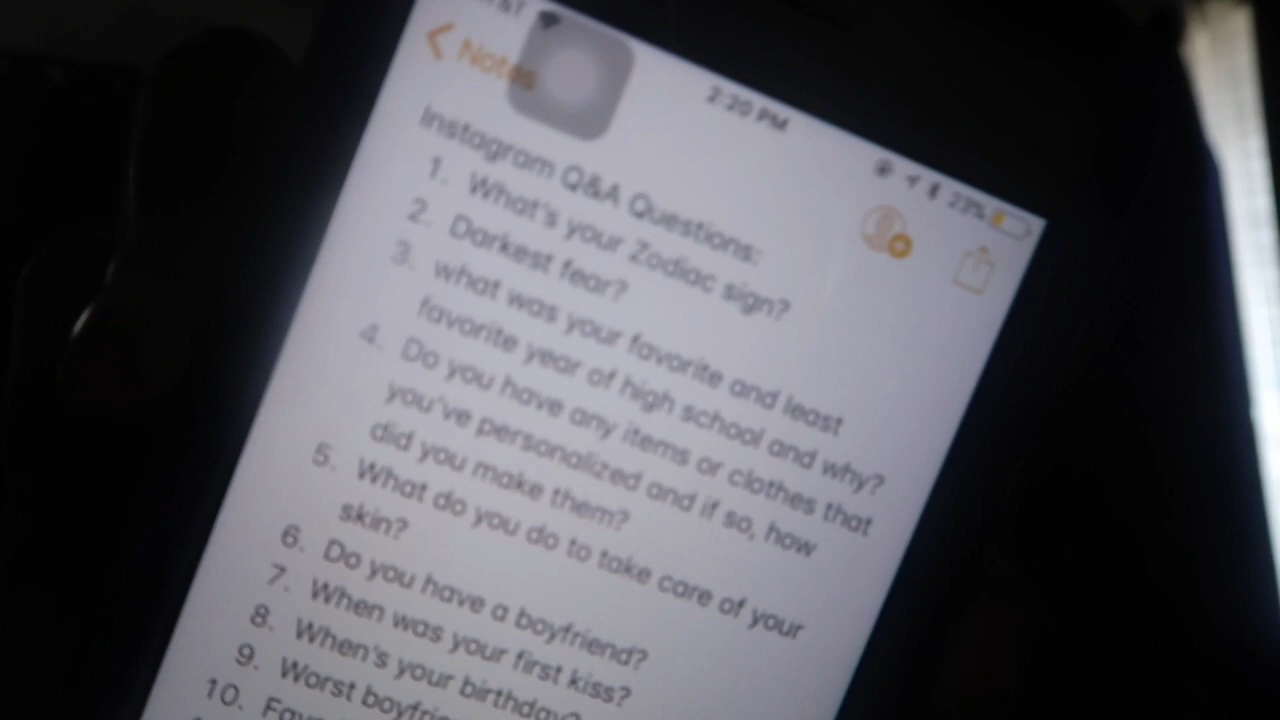 Notes
2:20 PM
23%
Instagram Q&A Questions:
1. What's your Zodiac sign?
2. Darkest fear?
3. what was your favorite and least
favorite year of high school and why?
4. Do you have any items or clothes that
you've personalized and if so, how
did you make them?
5. What do you do to take care of your
skin?
6. Do you have a boyfriend?
7. When was your first kiss?
8. When's your birthday?
9. Worst
10.